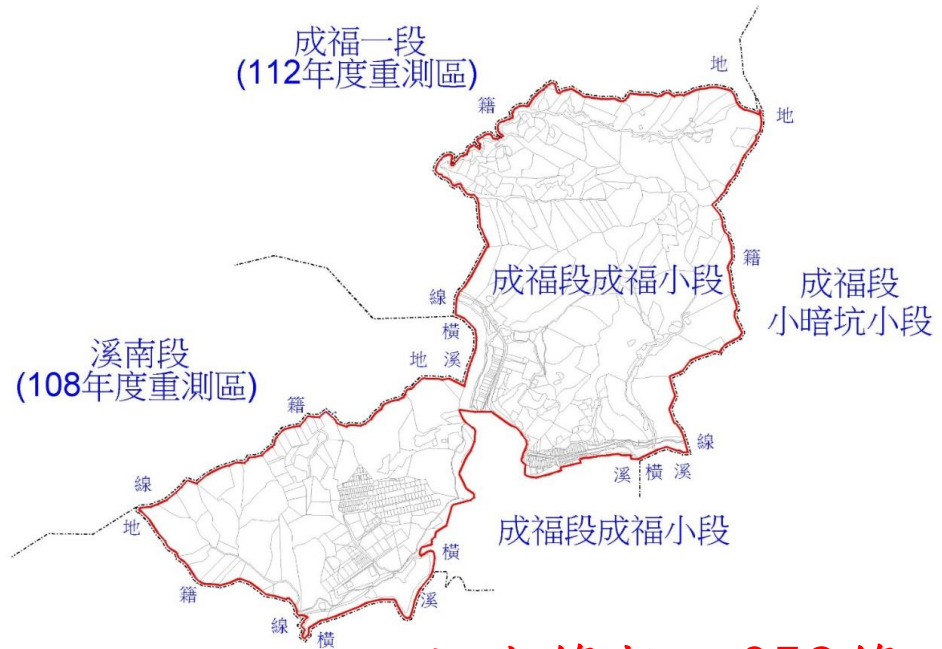 成福一段
(112年度重測區)
地
籍
地
籍
成福段成福小段
成福段
小暗坑小段
線
橫
地 溪
溪南段
(108年度重測區)
籍
線
線
溪 橫 溪
地
成福段成福小段
橫
籍
溪
線
橫